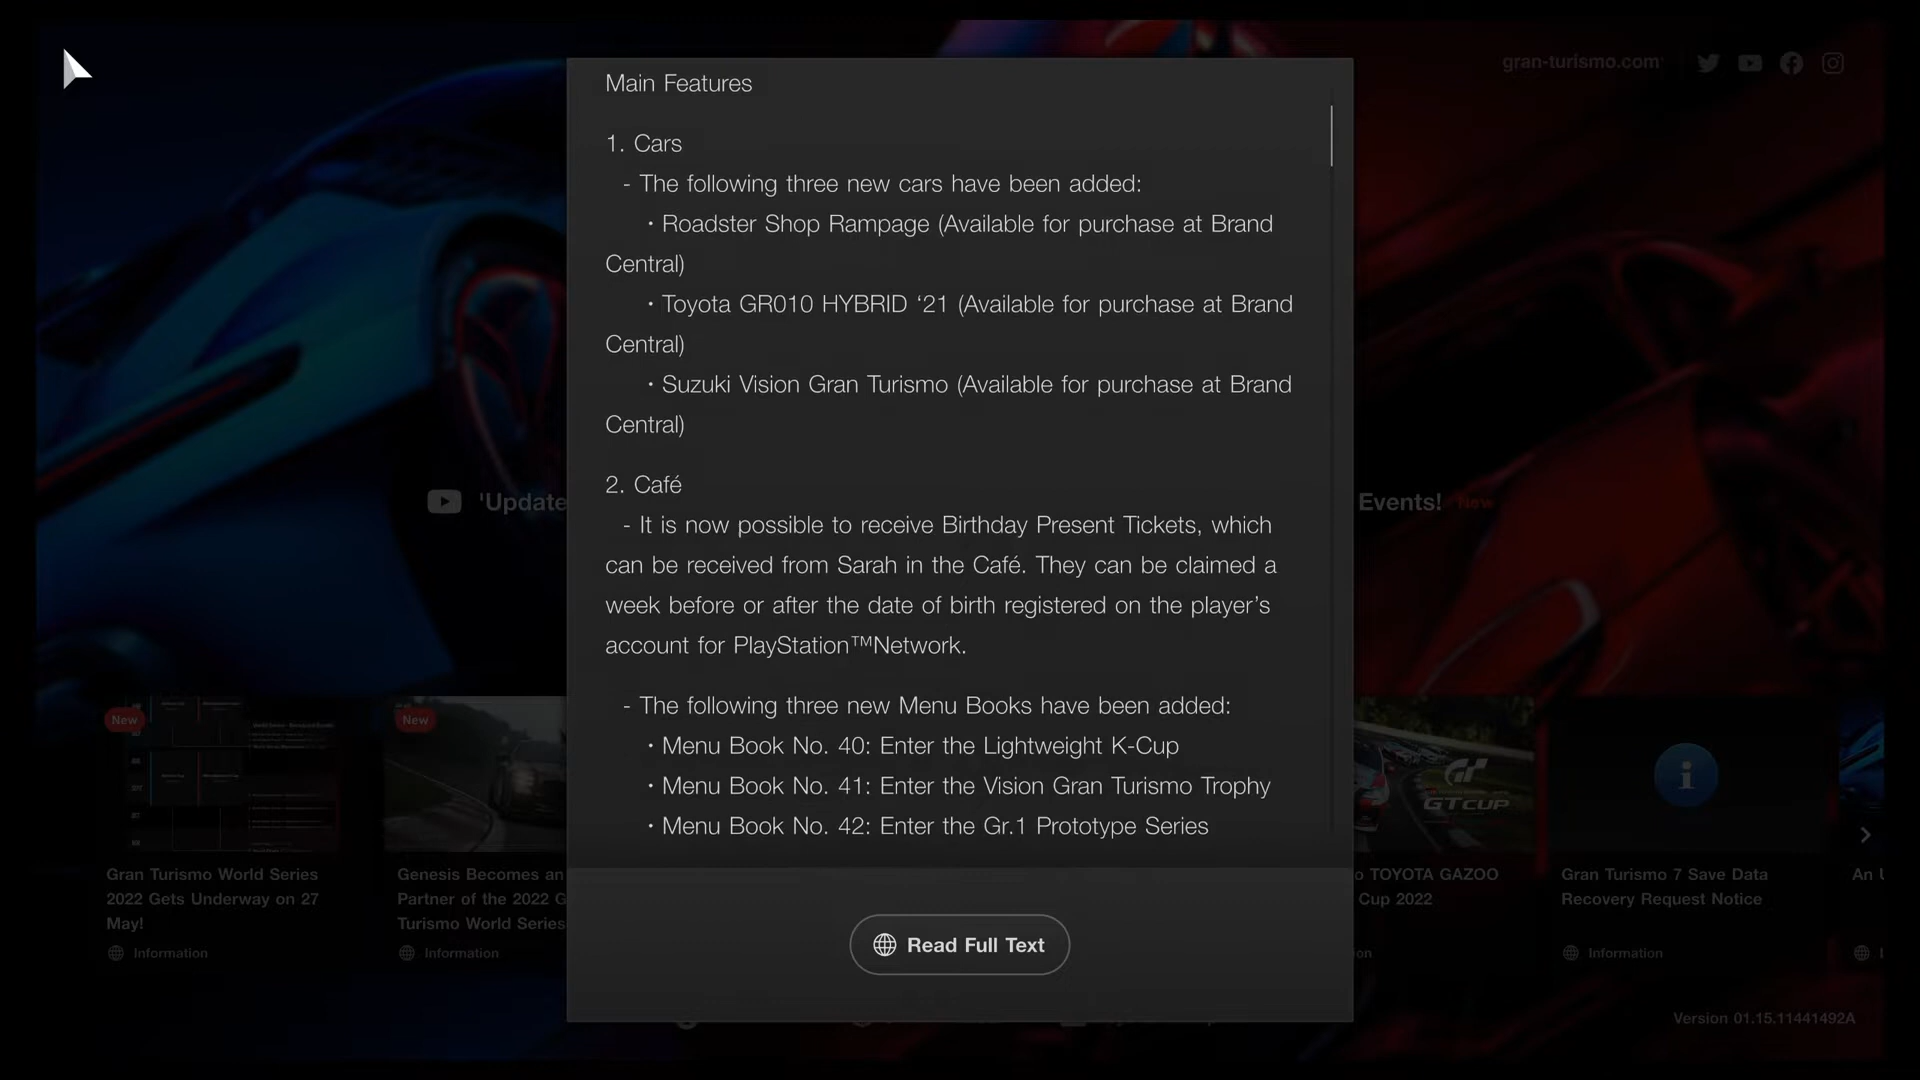 gran-turismo.com
Main Features
1. Cars
- The following three new cars have been added:
・Roadster Shop Rampage (Available for purchase at Brand
Central)
・Toyota GR010 HYBRID ‘21 (Available for purchase at Brand
Central)
・Suzuki Vision Gran Turismo (Available for purchase at Brand
Central)
2. Café
- It is now possible to receive Birthday Present Tickets, which
can be received from Sarah in the Café. They can be claimed a
week before or after the date of birth registered on the player’s
account for PlayStation™Network.
- The following three new Menu Books have been added:
・Menu Book No. 40: Enter the Lightweight K-Cup
・Menu Book No. 41: Enter the Vision Gran Turismo Trophy
・Menu Book No. 42: Enter the Gr.1 Prototype Series
Read Full Text
'Update
Events! New
New
Gran Turismo World Series
2022 Gets Underway on 27
May!
Information
New
Genesis Becomes an
Partner of the 2022 G
Turismo World Series
Information
GT CUP
TOYOTA GAZOO
Cup 2022
Gran Turismo 7 Save Data
Recovery Request Notice
Information
An
Version 01.15.11441492A